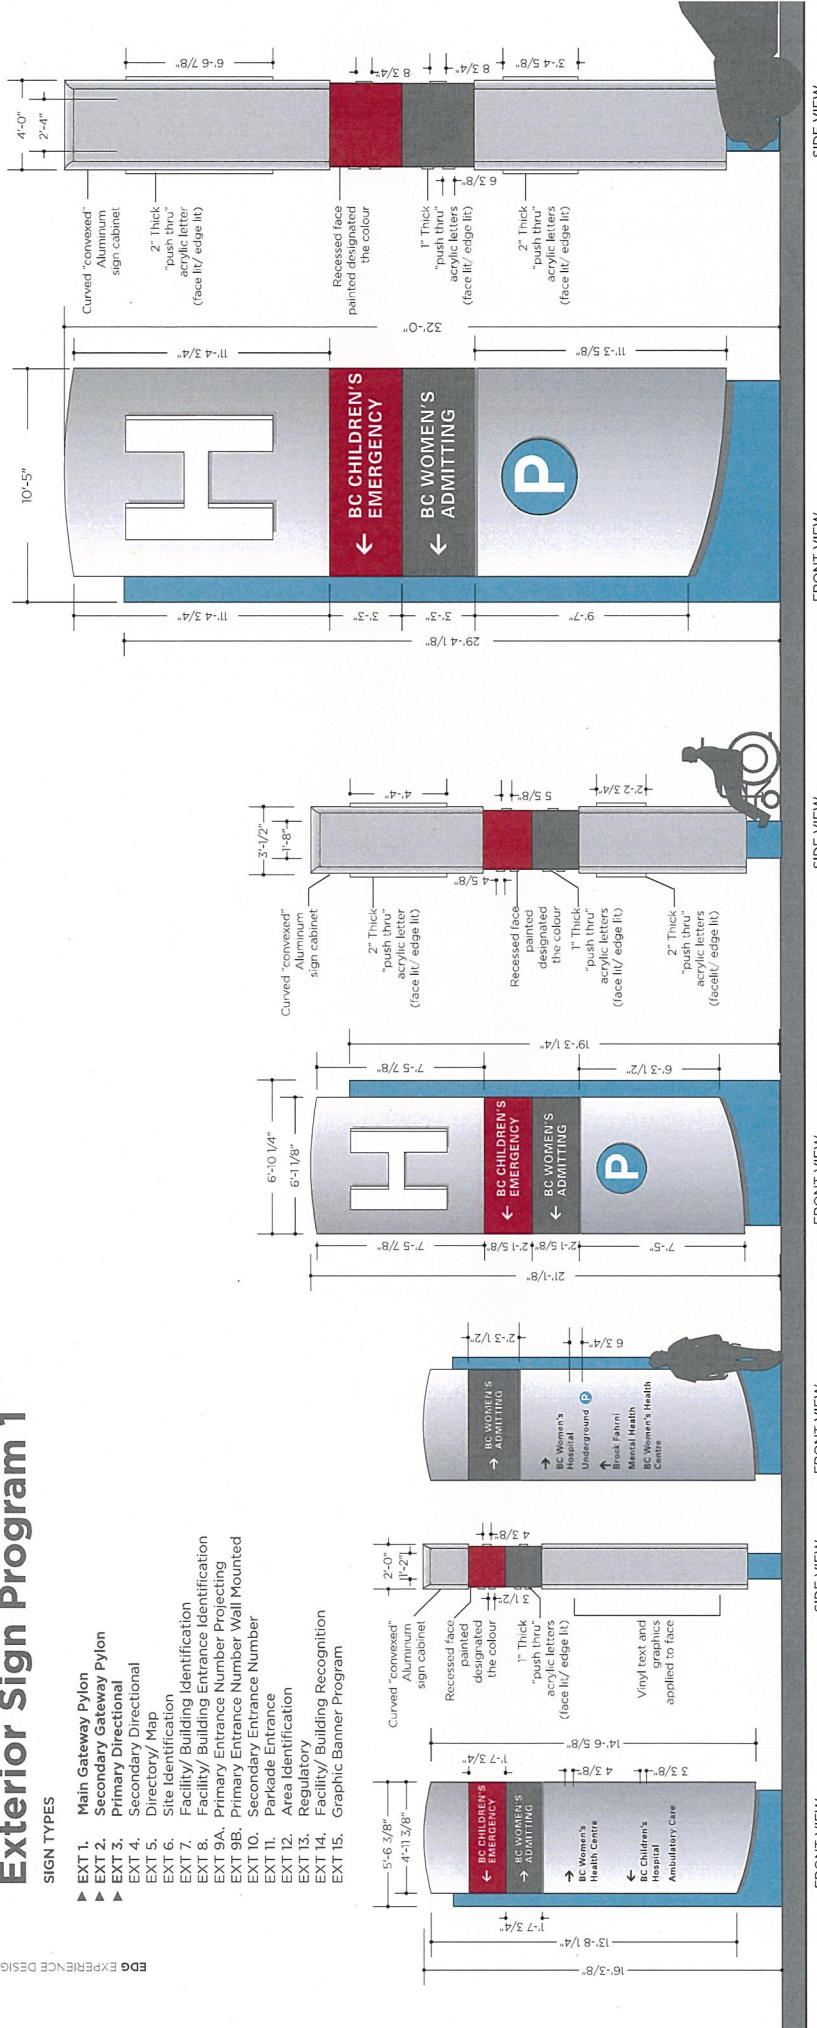 Exterior Sign Program 1
SIGN TYPES
▶ EXT 1. Main Gateway Pylon
▶ EXT 2. Secondary Gateway Pylon
▶ EXT 3. Primary Directional
EXT 4. Secondary Directional
EXT 5. Directory/ Map
EXT 6. Site Identification
EXT 7. Facility/ Building Identification
EXT 8. Facility/ Building Entrance Identification
EXT 9A. Primary Entrance Number Projecting
EXT 9B. Primary Entrance Number Wall Mounted
EXT 10. Secondary Entrance Number
EXT 11. Parkade Entrance
EXT 12. Area Identification
EXT 13. Regulatory
EXT 14. Facility/ Building Recognition
EXT 15. Graphic Banner Program
EDG EXPERIENCE DESIG
5'-6 3/8"
4'-11 3/8"
16'-3/8"
13'-8 1/4"
1'-7 3/4"
1'-7 3/4"
14'-6 5/8"
4 3/8"
3 3/8"
← BC CHILDREN'S
EMERGENCY
→ BC WOMEN'S
ADMITTING
→
BC Women's
Health Centre
←
BC Children's
Hospital
Ambulatory Care
FRONT VIEW
2'-0"
1'-2"
Curved "convexed"
Aluminum
sign cabinet
Recessed face
painted
designated
the colour
1" Thick
"push thru"
acrylic letters
(face lit/ edge lit)
Vinyl text and
graphics
applied to face
3 1/2"
4 3/8"
SIDE VIEW
→ BC WOMEN'S
ADMITTING
→
BC Women's
Hospital
Underground P
↑
Brock Fahrni
Mental Health
BC Women's Health
Centre
2'-3 1/2"
6 3/4"
FRONT VIEW
6'-10 1/4"
6'-1 1/8"
21'-1/8"
7'-5 7/8"
2'-1 5/8"
2'-1 5/8"
7'-5"
7'-5 7/8"
6'-3 1/2"
19'-3 1/4"
H
← BC CHILDREN'S
EMERGENCY
← BC WOMEN'S
ADMITTING
P
FRONT VIEW
3'-1/2"
1'-8"
Curved "convexed"
Aluminum
sign cabinet
2" Thick
"push thru"
acrylic letter
(face lit/ edge lit)
Recessed face
painted
designated
the colour
1" Thick
"push thru"
acrylic letters
(face lit/ edge lit)
2" Thick
"push thru"
acrylic letters
(facelit/ edge lit)
4'-4"
4 5/8"
5 5/8"
2'-2 3/4"
SIDE VIEW
10'-5"
29'-4 1/8"
11'-4 3/4"
3'-3"
3'-3"
9'-7"
11'-4 3/4"
11'-3 5/8"
32'-0"
H
← BC CHILDREN'S
EMERGENCY
← BC WOMEN'S
ADMITTING
P
FRONT VIEW
4'-0"
2'-4"
Curved "convexed"
Aluminum
sign cabinet
2" Thick
"push thru"
acrylic letter
(face lit/ edge lit)
Recessed face
painted designated
the colour
1" Thick
"push thru"
acrylic letters
(face lit/ edge lit)
2" Thick
"push thru"
acrylic letters
(face lit/ edge lit)
6'-6 7/8"
8 3/4"
8 3/4"
6 3/8"
3'-4 5/8"
SIDE VIEW